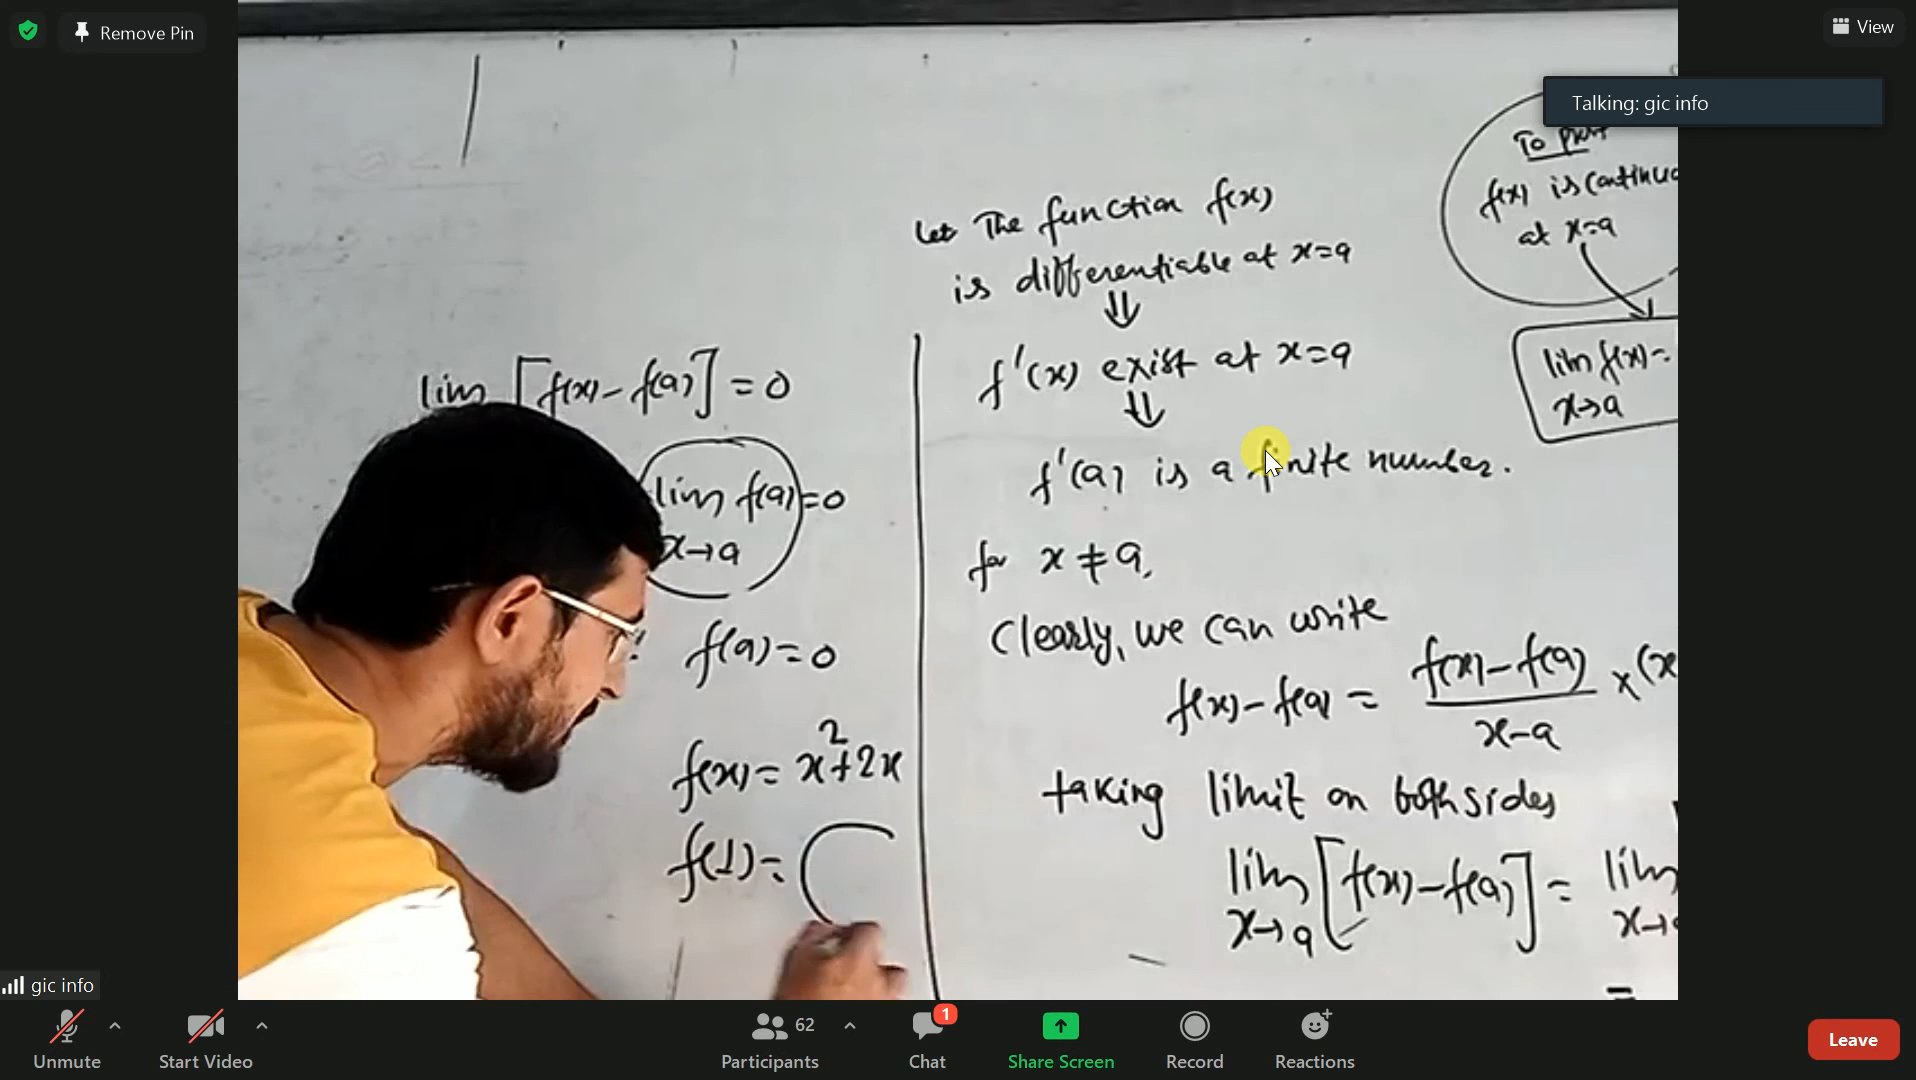 Remove Pin
View
Talking: gic info
To
f(x) is continuo
at x=a
lim f(x)=
x→a
Let The function f(x)
is differentiable at x=a
⇓
f'(x) exist at x=a
⇓
f'(a) is a finite number.
for x≠a,
Clearly, we can write
f(x)-f(a) = f(x)-f(a) / x-a ×(x
taking limit on both sides
lim [f(x)-f(a)] = lim
x→a x→
=
lim [f(x)-f(a)] = 0
lim f(a)=0
x→a
f(a)=0
f(x)= x²+2x
f(1)=
gic info
Unmute
Start Video
62
Participants
1
Chat
Share Screen
Record
Reactions
Leave